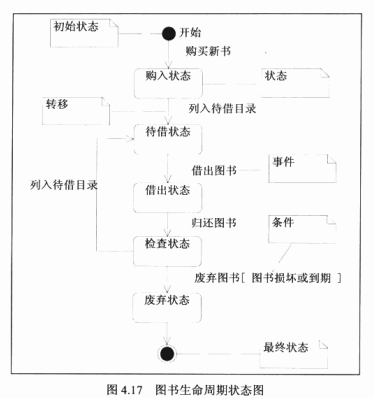 初始状态
开始
购买新书
购入状态
状态
转移
列入待借目录
待借状态
借出图书
事件
列入待借目录
借出状态
归还图书
条件
检查状态
废弃图书[ 图书损坏或到期 ]
废弃状态
最终状态
图 4.17 图书生命周期状态图